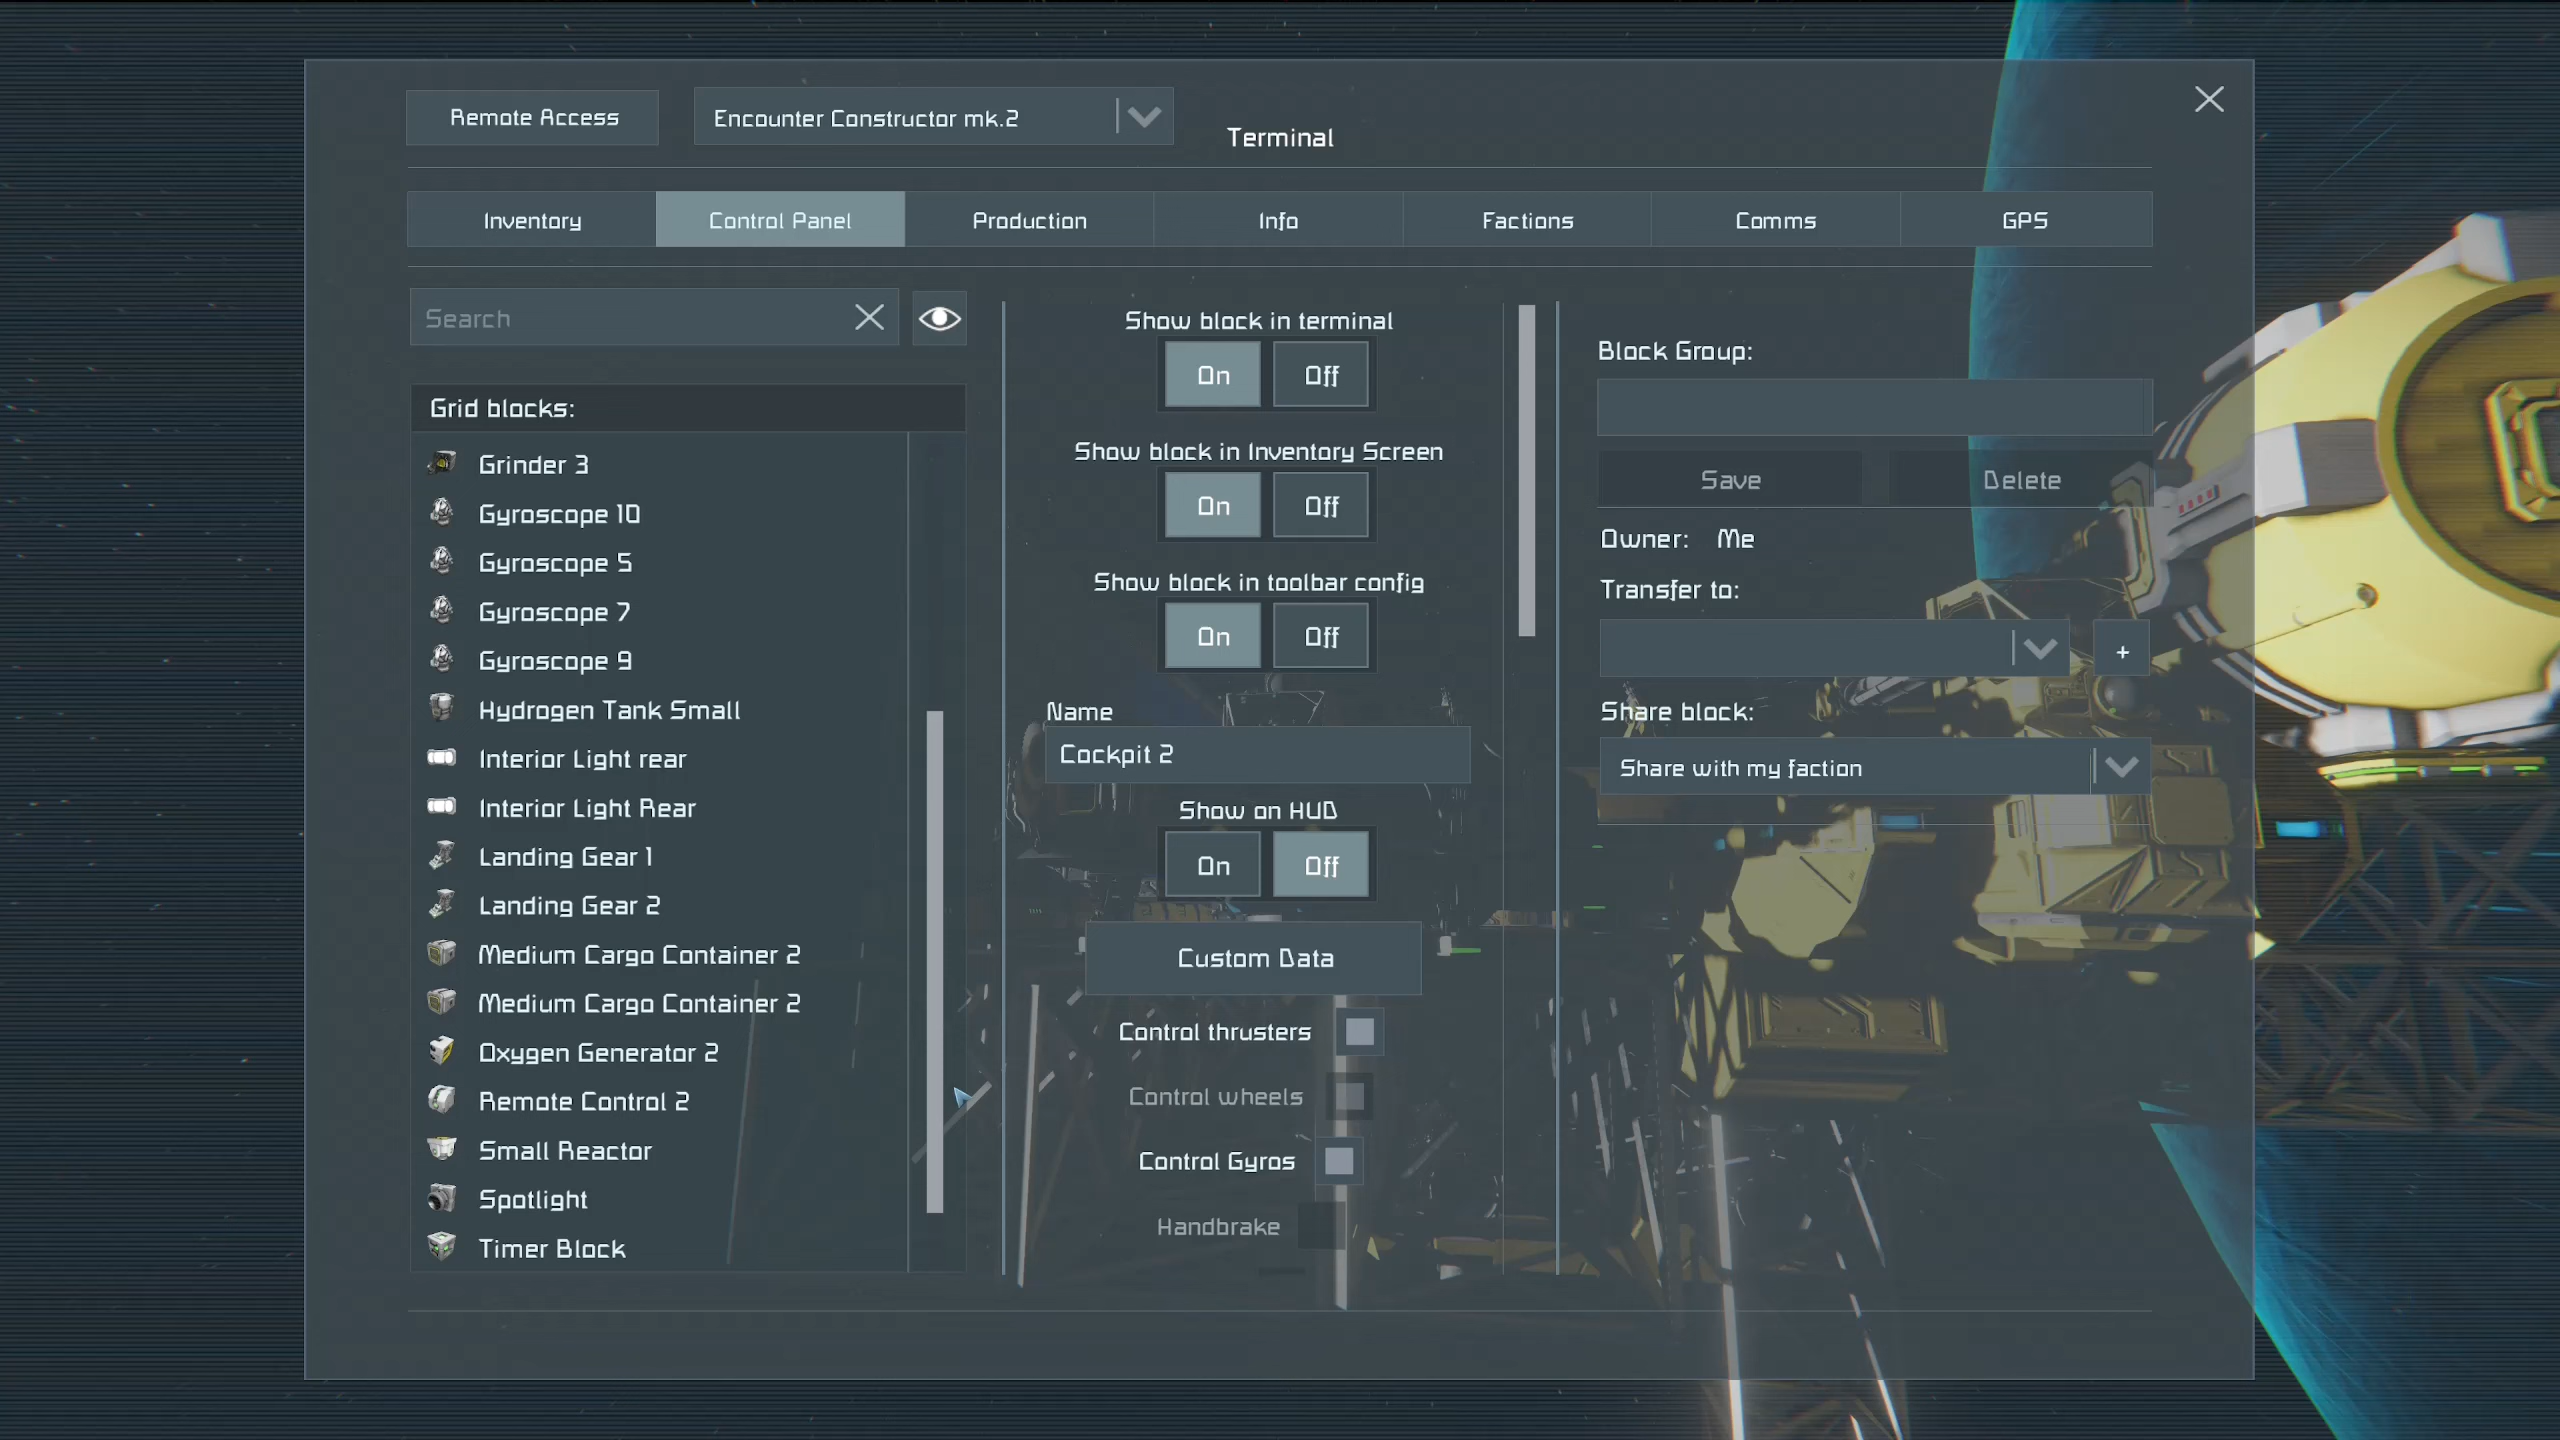 Remote Access
Encounter Constructor mk.2
Terminal
Inventory
Control Panel
Production
Info
Factions
Comms
GPS
Search
Grid blocks:
Grinder 3
Gyroscope 10
Gyroscope 5
Gyroscope 7
Gyroscope 9
Hydrogen Tank Small
Interior Light rear
Interior Light Rear
Landing Gear 1
Landing Gear 2
Medium Cargo Container 2
Medium Cargo Container 2
Oxygen Generator 2
Remote Control 2
Small Reactor
Spotlight
Timer Block
Show block in terminal
On Off
Show block in Inventory Screen
On Off
Show block in toolbar config
On Off
Name
Cockpit 2
Show on HUD
On Off
Custom Data
Control thrusters
Control wheels
Control Gyros
Handbrake
Block Group:
Save
Delete
Owner: Me
Transfer to:
+
Share block:
Share with my faction